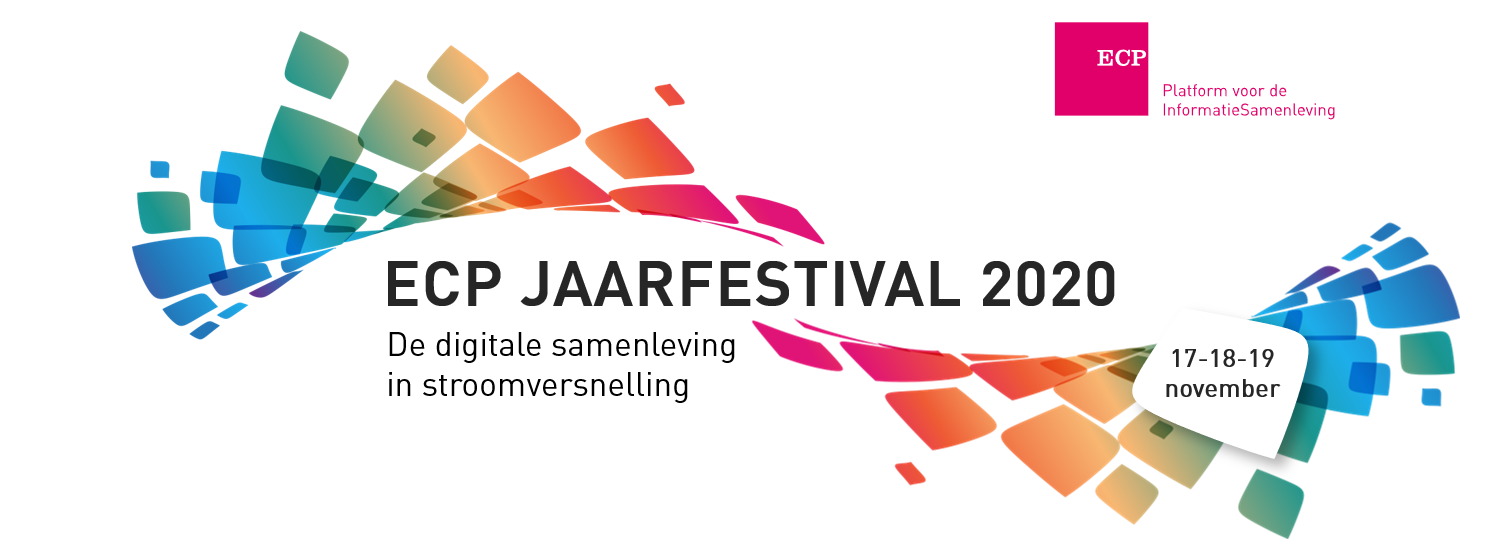 ECP
Platform voor de
InformatieSamenleving
ECP JAARFESTIVAL 2020
De digitale samenleving
in stroomversnelling
17-18-19
november